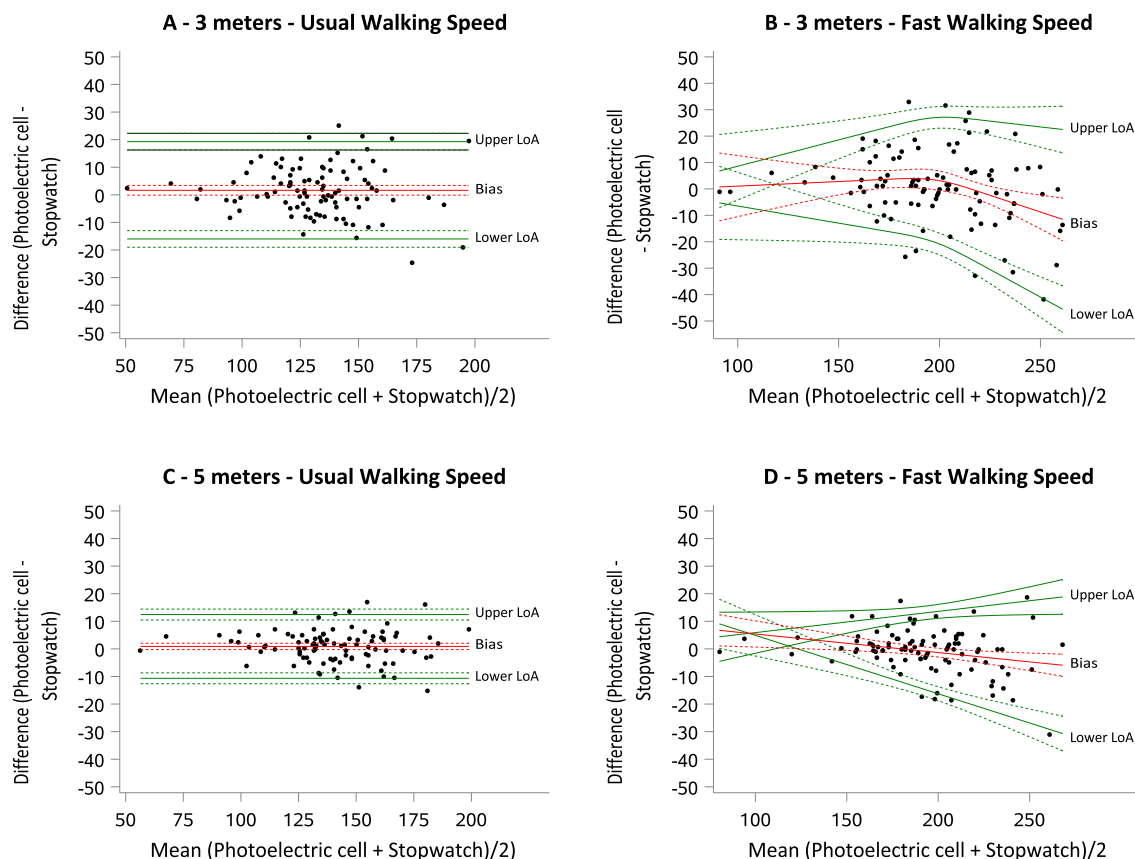 A - 3 meters - Usual Walking Speed
Difference (Photoelectric cell -
Stopwatch)
50
40
30
20
10
0
-10
-20
-30
-40
-50
Upper LoA
Bias
Lower LoA
50
75
100
125
150
175
200
Mean (Photoelectric cell + Stopwatch)/2)
B - 3 meters - Fast Walking Speed
Difference (Photoelectric cell
- Stopwatch)
50
40
30
20
10
0
-10
-20
-30
-40
-50
Upper LoA
Bias
Lower LoA
100
150
200
250
Mean (Photoelectric cell + Stopwatch)/2
C - 5 meters - Usual Walking Speed
Difference (Photoelectric cell -
Stopwatch)
50
40
30
20
10
0
-10
-20
-30
-40
-50
Upper LoA
Bias
Lower LoA
50
75
100
125
150
175
200
Mean (Photoelectric cell + Stopwatch)/2)
D - 5 meters - Fast Walking Speed
Difference (Photoelectric cell -
Stopwatch)
50
40
30
20
10
0
-10
-20
-30
-40
-50
Upper LoA
Bias
Lower LoA
100
150
200
250
Mean (Photoelectric cell + Stopwatch)/2